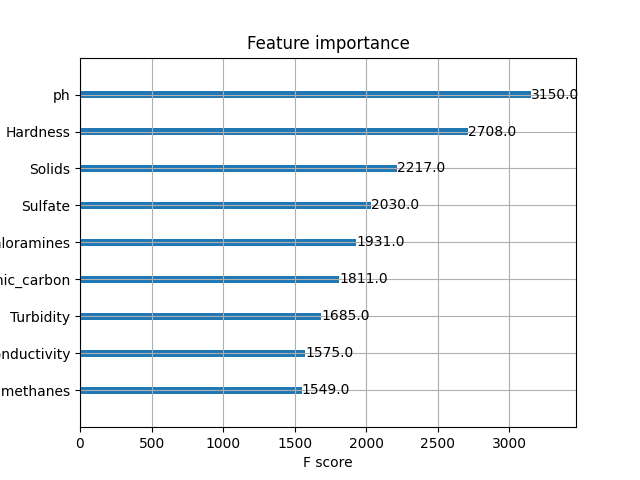 Feature importance
ph 3150.0
Hardness 2708.0
Solids 2217.0
Sulfate 2030.0
loramines 1931.0
nic_carbon 1811.0
Turbidity 1685.0
onductivity 1575.0
methanes 1549.0
0 500 1000 1500 2000 2500 3000
F score